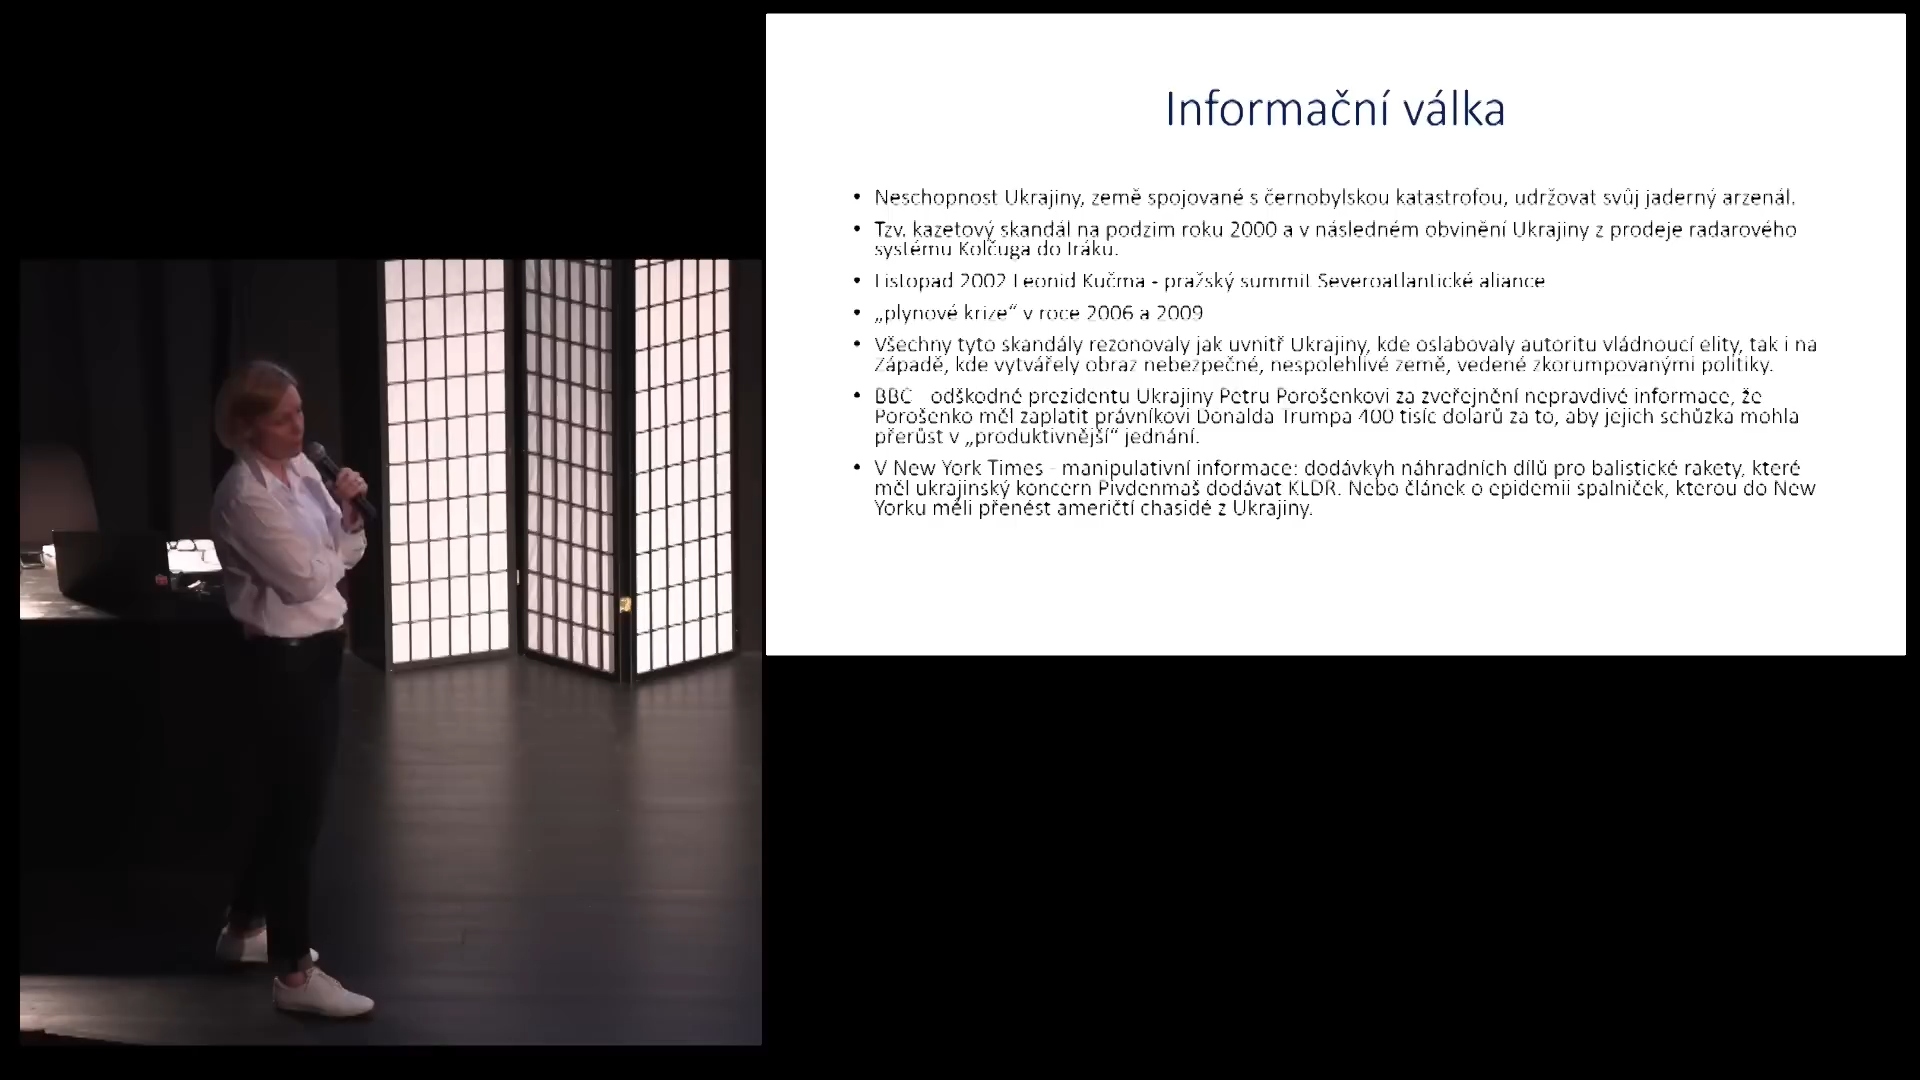 Informační válka
• Neschopnost Ukrajiny, země spojované s černobylskou katastrofou, udržovat svůj jaderný arzenál.
• Tzv. kazetový skandál na podzim roku 2000 a v následném obvinění Ukrajiny z prodeje radarového
systému Kolčuga do Iráku.
• Listopad 2002 Leonid Kučma - pražský summit Severoatlantické aliance
• „plynové krize“ v roce 2006 a 2009
• Všechny tyto skandály rezonovaly jak uvnitř Ukrajiny, kde oslabovaly autoritu vládnoucí elity, tak i na
Západě, kde vytvářely obraz nebezpečné, nespolehlivé země, vedené zkorumpovanými politiky.
• BBC - odškodné prezidentu Ukrajiny Petru Porošenkovi za zveřejnění nepravdivé informace, že
Porošenko měl zaplatit právníkovi Donalda Trumpa 400 tisíc dolarů za to, aby jejich schůzka mohla
přerůst v „produktivnější“ jednání.
• V New York Times - manipulativní informace: dodávkyh náhradních dílů pro balistické rakety, které
měl ukrajinský koncern Pivdenmaš dodávat KLDR. Nebo článek o epidemii spalniček, kterou do New
Yorku měli přenést američtí chasidé z Ukrajiny.